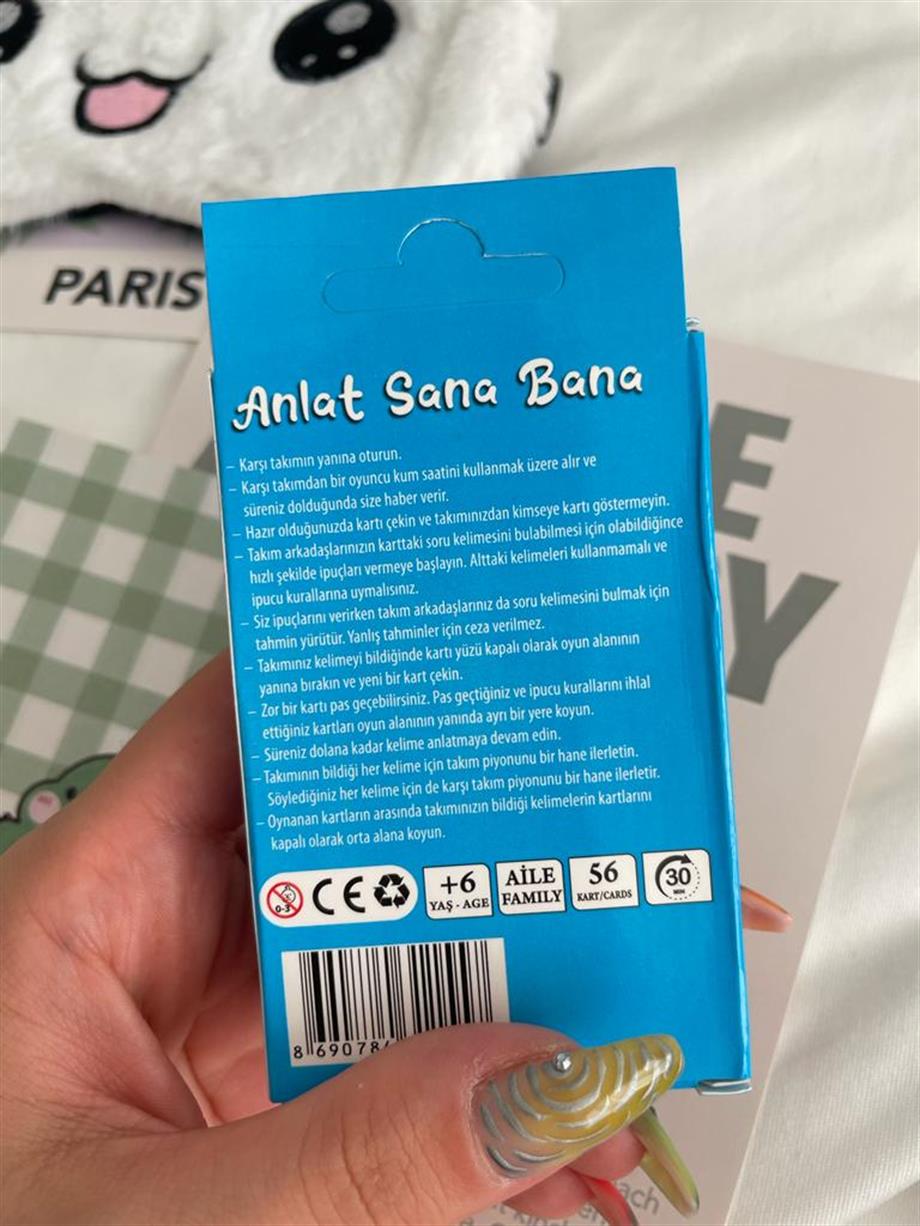 PARIS
Anlat Sana Bana
– Karşı takımın yanına oturun.
– Karşı takımdan bir oyuncu kum saatini kullanmak üzere alır ve
süreniz dolduğunda size haber verir.
– Hazır olduğunuzda kartı çekin ve takımınızdan kimseye kartı göstermeyin.
– Takım arkadaşlarınızın karttaki soru kelimesini bulabilmesi için olabildiğince
hızlı şekilde ipuçları vermeye başlayın. Alttaki kelimeleri kullanmamalı ve
ipucu kurallarına uymalısınız.
– Siz ipuçlarını verirken takım arkadaşlarınız da soru kelimesini bulmak için
tahmin yürütür. Yanlış tahminler için ceza verilmez.
– Takımınız kelimeyi bildiğinde kartı yüzü kapalı olarak oyun alanının
yanına bırakın ve yeni bir kart çekin.
– Zor bir kartı pas geçebilirsiniz. Pas geçtiğiniz ve ipucu kurallarını ihlal
ettiğiniz kartları oyun alanının yanında ayrı bir yere koyun.
– Süreniz dolana kadar kelime anlatmaya devam edin.
– Takımının bildiği her kelime için takım piyonunu bir hane ilerletin.
Söylediğiniz her kelime için de karşı takım piyonunu bir hane ilerletir.
– Oynanan kartların arasında takımınızın bildiği kelimelerin kartlarını
kapalı olarak orta alana koyun.
0-3 CE +6 YAŞ - AGE
AİLE FAMILY
56 KART/CARDS
30 MIN
8 690784
E
Y